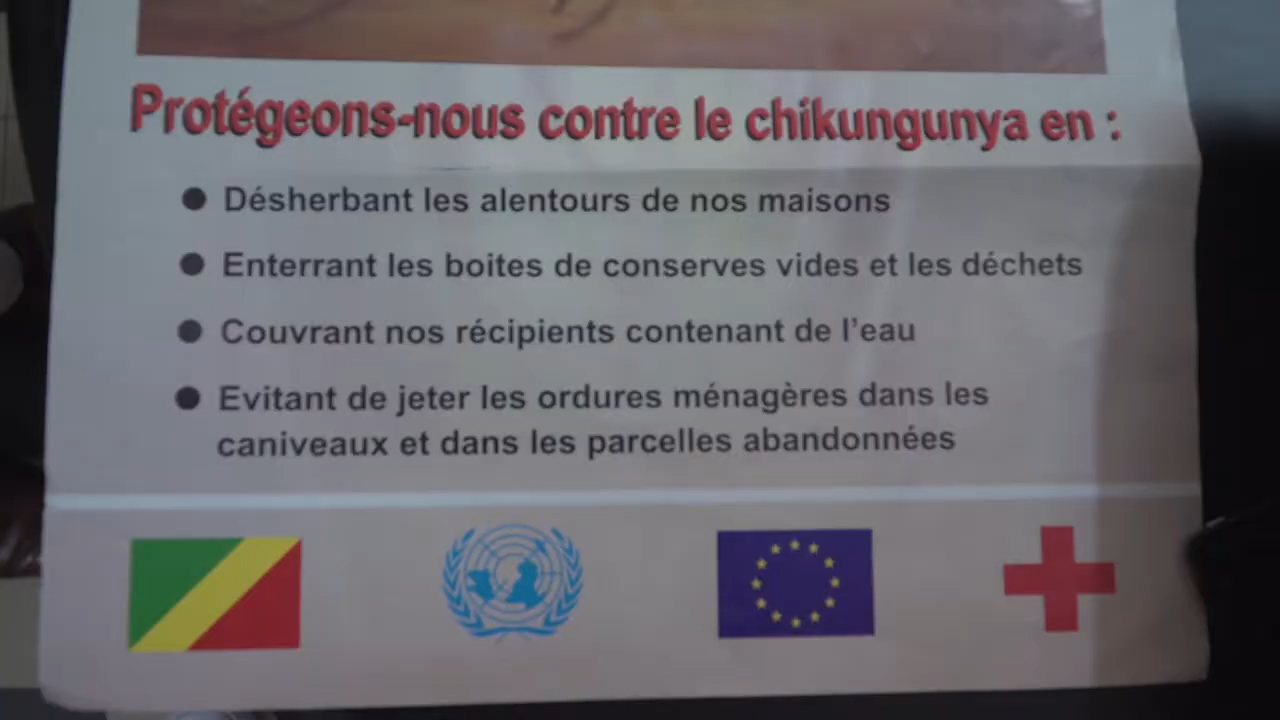 Protégeons-nous contre le chikungunya en :
● Désherbant les alentours de nos maisons
● Enterrant les boites de conserves vides et les déchets
● Couvrant nos récipients contenant de l'eau
● Evitant de jeter les ordures ménagères dans les
caniveaux et dans les parcelles abandonnées